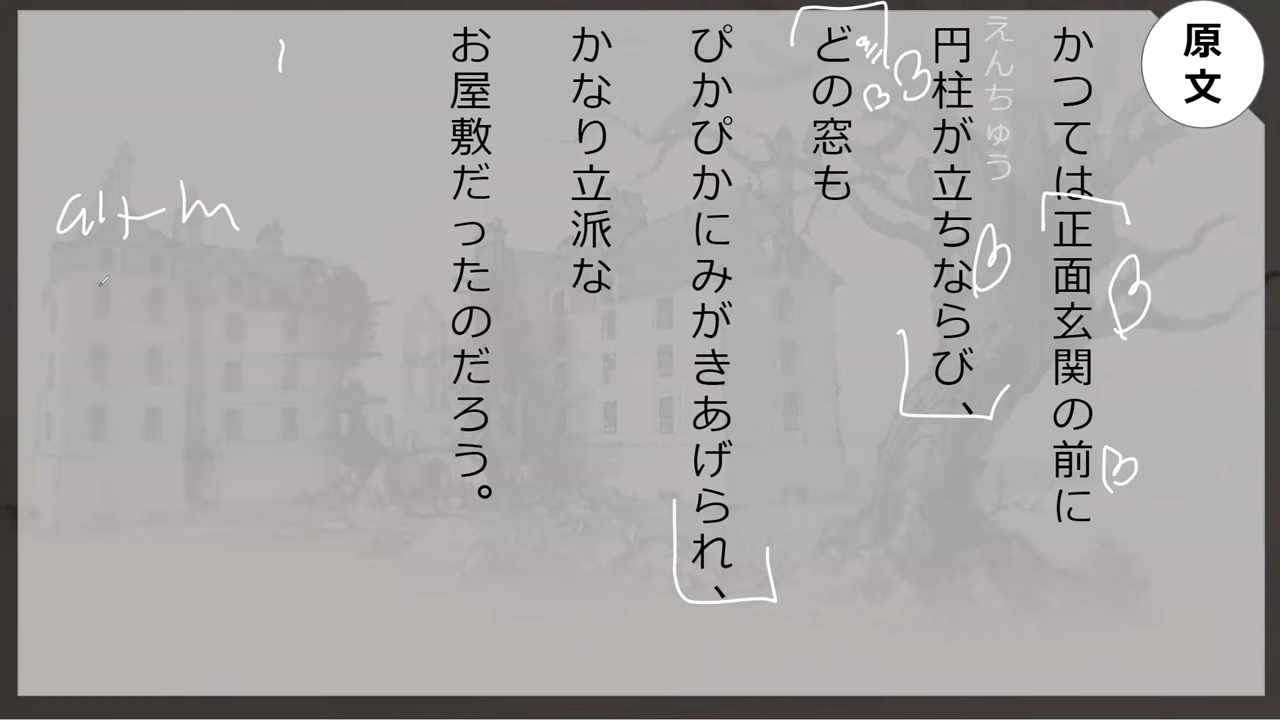 原文
かつては正面玄関の前に
えんちゅう
円柱が立ちならび、
どの窓も
ぴかぴかにみがきあげられ、
かなり立派な
お屋敷だったのだろう。
all
B
B
B
B
B
alt m